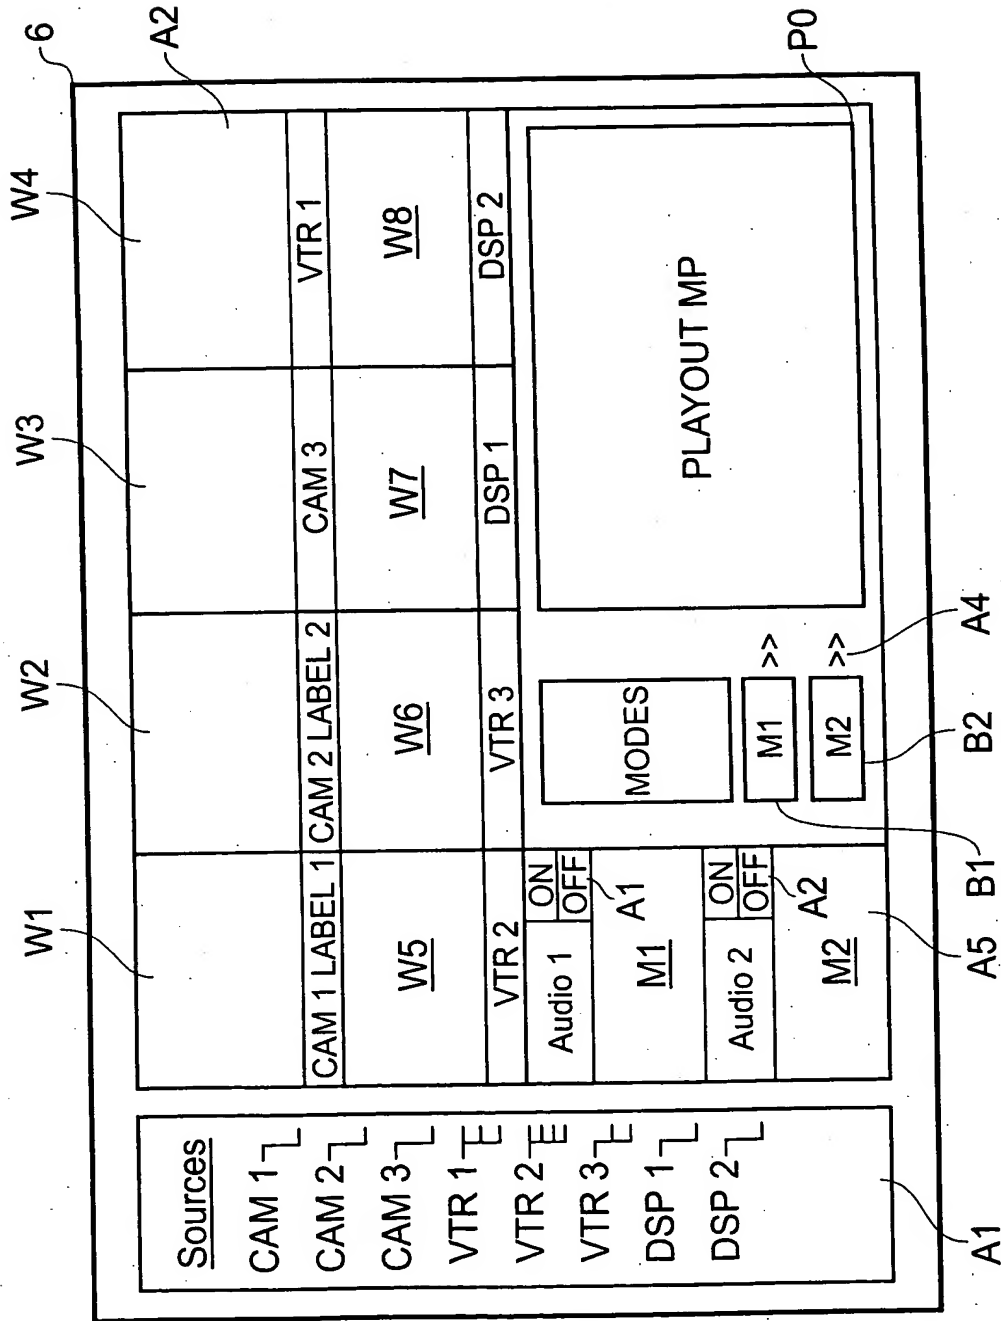 W1
W2
W3
W4
6
A2
Sources
CAM 1
CAM 2
CAM 3
VTR 1
VTR 2
VTR 3
DSP 1
DSP 2
CAM 1 LABEL 1
CAM 2 LABEL 2
CAM 3
VTR 1
W5
W6
W7
W8
VTR 2
VTR 3
DSP 1
DSP 2
Audio 1
ON
OFF
A1
M1
Audio 2
ON
OFF
A2
M2
MODES
M1 >>
M2 >>
PLAYOUT MP
P0
A1
A5
B1
B2
A4